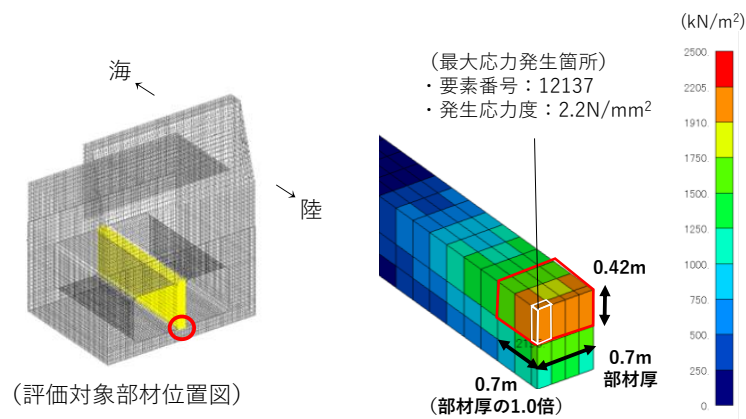 海
陸
(評価対象部材位置図)
(最大応力発生箇所)
・要素番号：12137
・発生応力度：2.2N/mm²
0.42m
0.7m
部材厚
0.7m
(部材厚の1.0倍)
(kN/m²)
2500.
2205.
1910.
1750.
1500.
1250.
1000.
750.
500.
250.
0.